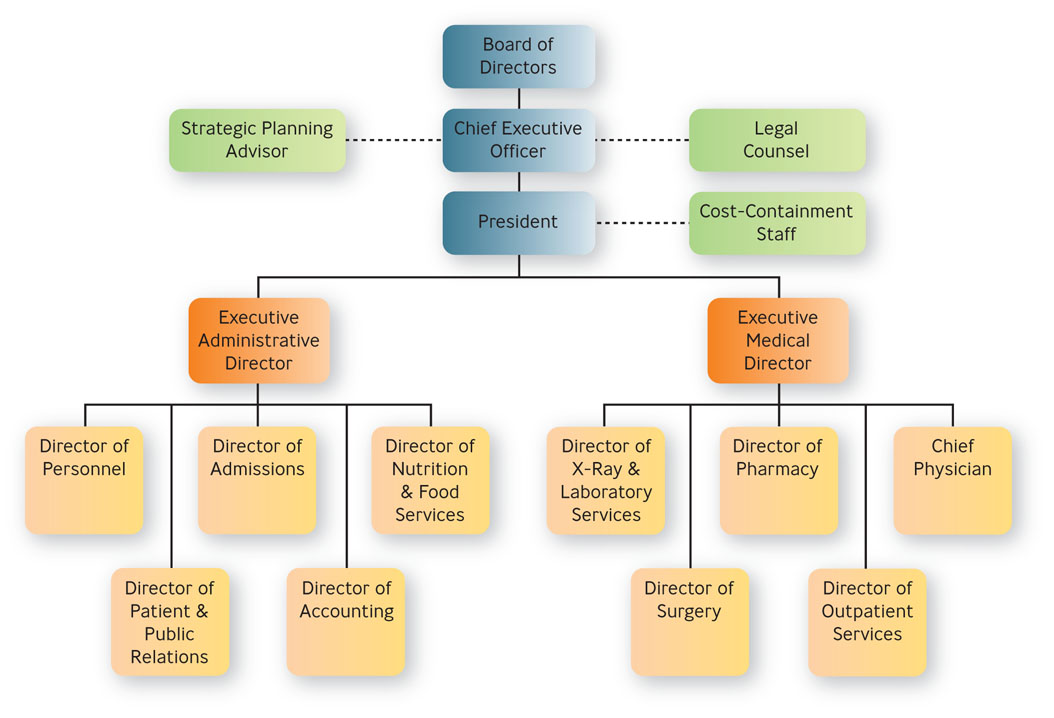 Board of
Directors
Strategic Planning
Advisor
Chief Executive
Officer
Legal
Counsel
President
Cost-Containment
Staff
Executive
Administrative
Director
Executive
Medical
Director
Director of
Personnel
Director of
Admissions
Director of
Nutrition
& Food
Services
Director of
X-Ray &
Laboratory
Services
Director of
Pharmacy
Chief
Physician
Director of
Patient &
Public
Relations
Director of
Accounting
Director of
Surgery
Director of
Outpatient
Services